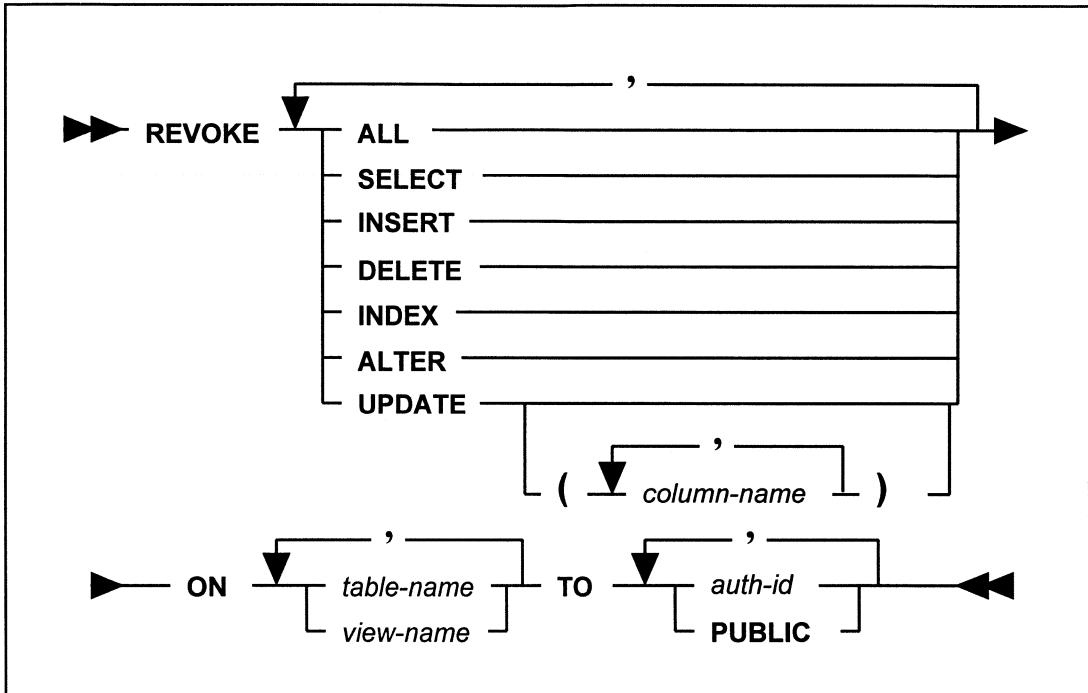 ,
REVOKE ALL
SELECT
INSERT
DELETE
INDEX
ALTER
UPDATE
,
( column-name )
, ,
ON table-name TO auth-id
view-name PUBLIC